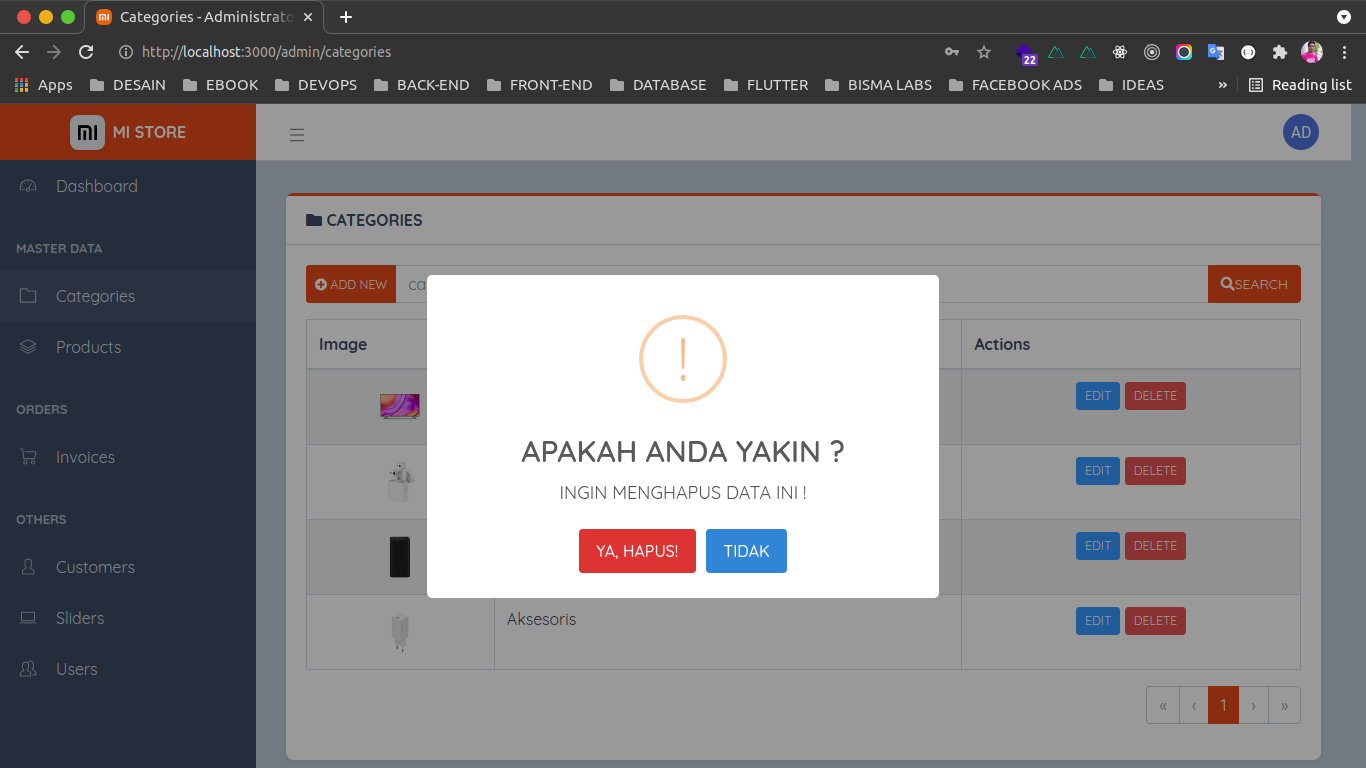 Categories - Administrato
http://localhost:3000/admin/categories
22
Apps DESAIN EBOOK DEVOPS BACK-END FRONT-END DATABASE FLUTTER BISMA LABS FACEBOOK ADS IDEAS » Reading list
MI STORE
AD
Dashboard
MASTER DATA
Categories
Products
ORDERS
Invoices
OTHERS
Customers
Sliders
Users
CATEGORIES
ADD NEW
ca
SEARCH
Image
Actions
EDIT DELETE
EDIT DELETE
EDIT DELETE
Aksesoris
EDIT DELETE
« ‹ 1 › »
!
APAKAH ANDA YAKIN ?
INGIN MENGHAPUS DATA INI !
YA, HAPUS! TIDAK